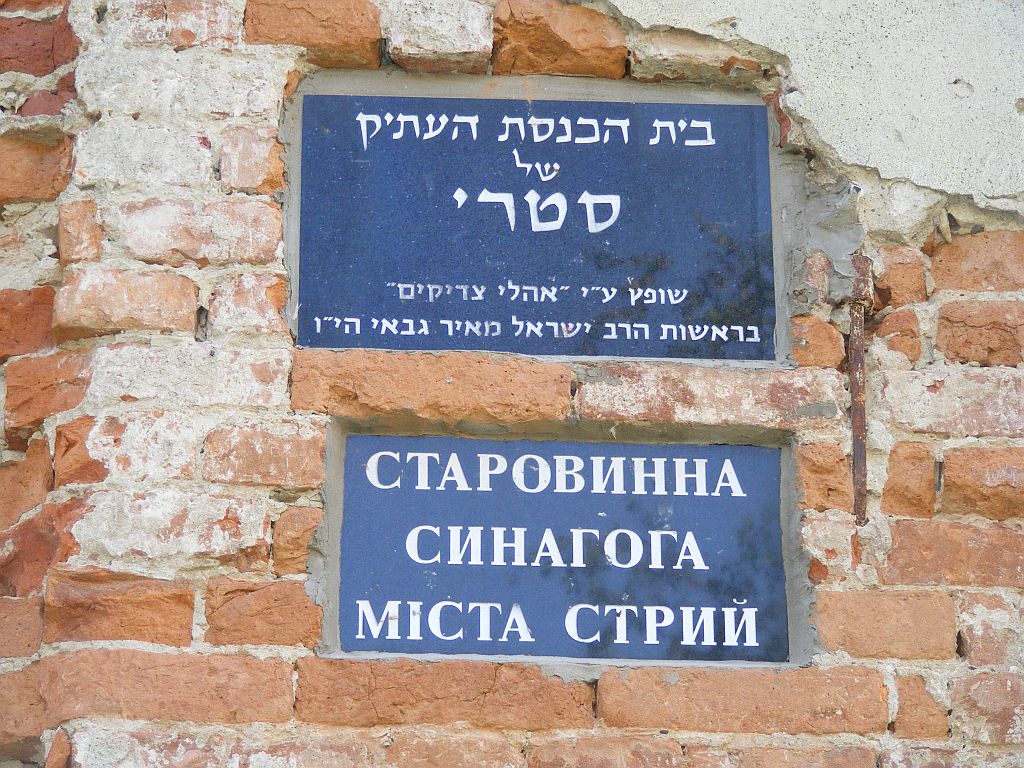 בית הכנסת העתיק
של
סטרי
שופץ ע״י ״אהלי צדיקים״
בראשות הרב ישראל מאיר גבאי הי״ו
СТАРОВИННА
СИНАГОГА
МІСТА СТРИЙ